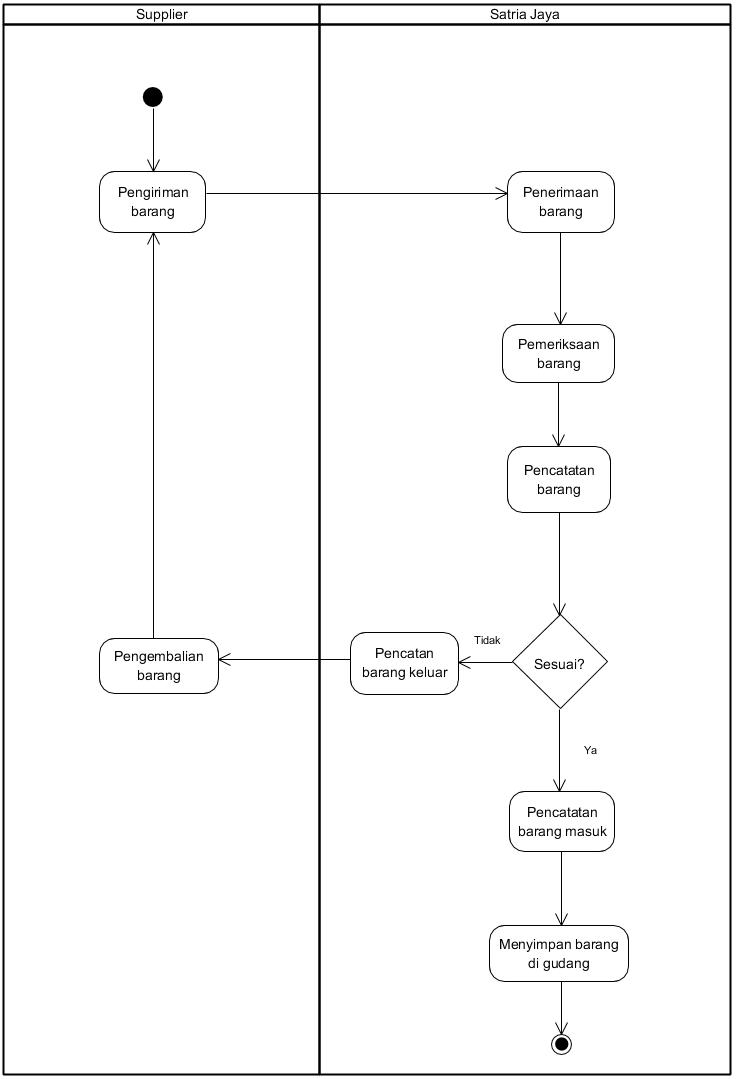 Supplier
Satria Jaya
Pengiriman
barang
Penerimaan
barang
Pemeriksaan
barang
Pencatatan
barang
Sesuai?
Tidak
Pencatan
barang keluar
Pengembalian
barang
Ya
Pencatatan
barang masuk
Menyimpan barang
di gudang